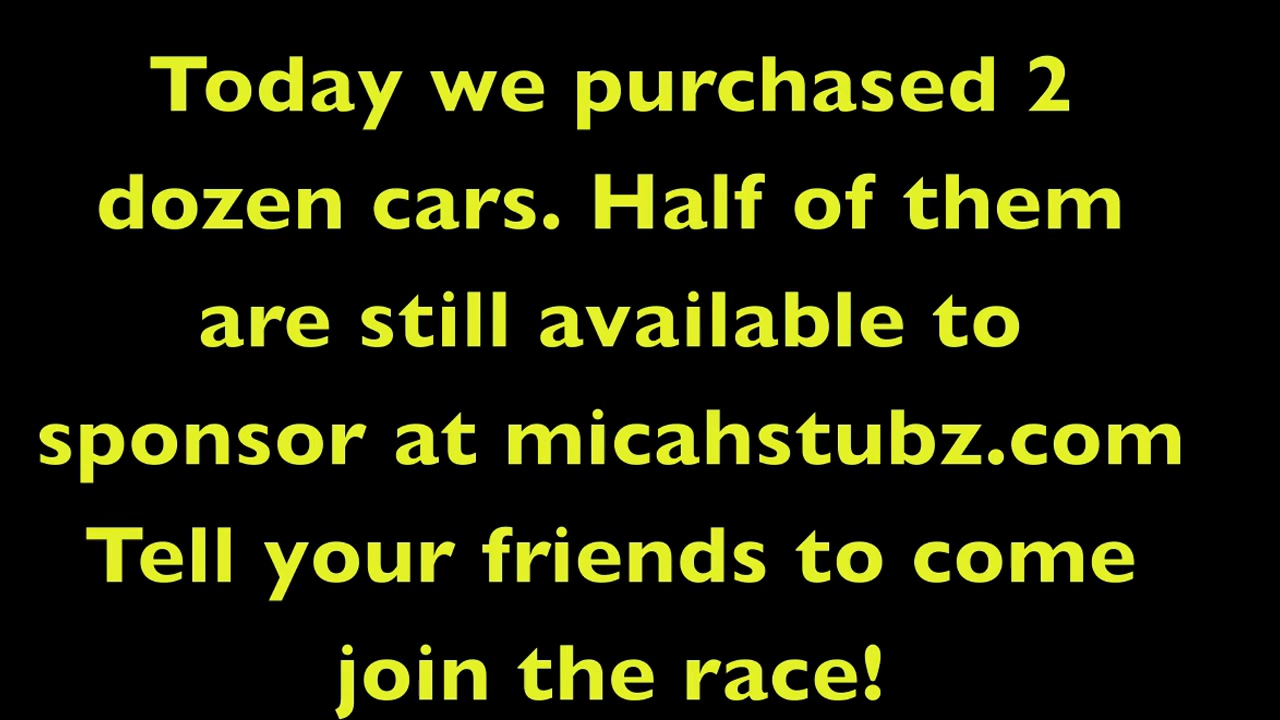 Today we purchased 2
dozen cars. Half of them
are still available to
sponsor at micahstubz.com
Tell your friends to come
join the race!